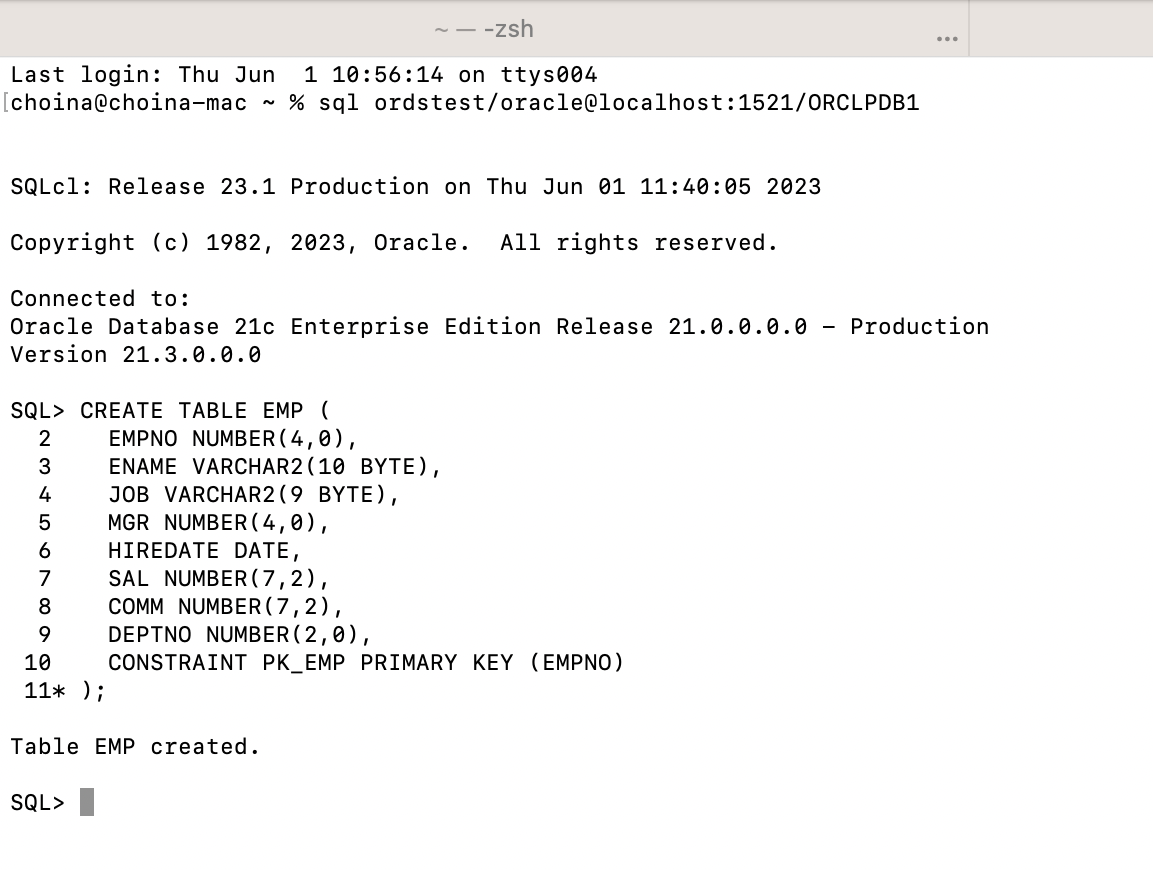 ~ — -zsh
...
Last login: Thu Jun  1 10:56:14 on ttys004
[choina@choina-mac ~ % sql ordstest/oracle@localhost:1521/ORCLPDB1
SQLcl: Release 23.1 Production on Thu Jun 01 11:40:05 2023
Copyright (c) 1982, 2023, Oracle.  All rights reserved.
Connected to:
Oracle Database 21c Enterprise Edition Release 21.0.0.0.0 - Production
Version 21.3.0.0.0
SQL> CREATE TABLE EMP (
  2    EMPNO NUMBER(4,0),
  3    ENAME VARCHAR2(10 BYTE),
  4    JOB VARCHAR2(9 BYTE),
  5    MGR NUMBER(4,0),
  6    HIREDATE DATE,
  7    SAL NUMBER(7,2),
  8    COMM NUMBER(7,2),
  9    DEPTNO NUMBER(2,0),
 10    CONSTRAINT PK_EMP PRIMARY KEY (EMPNO)
 11* );
Table EMP created.
SQL>